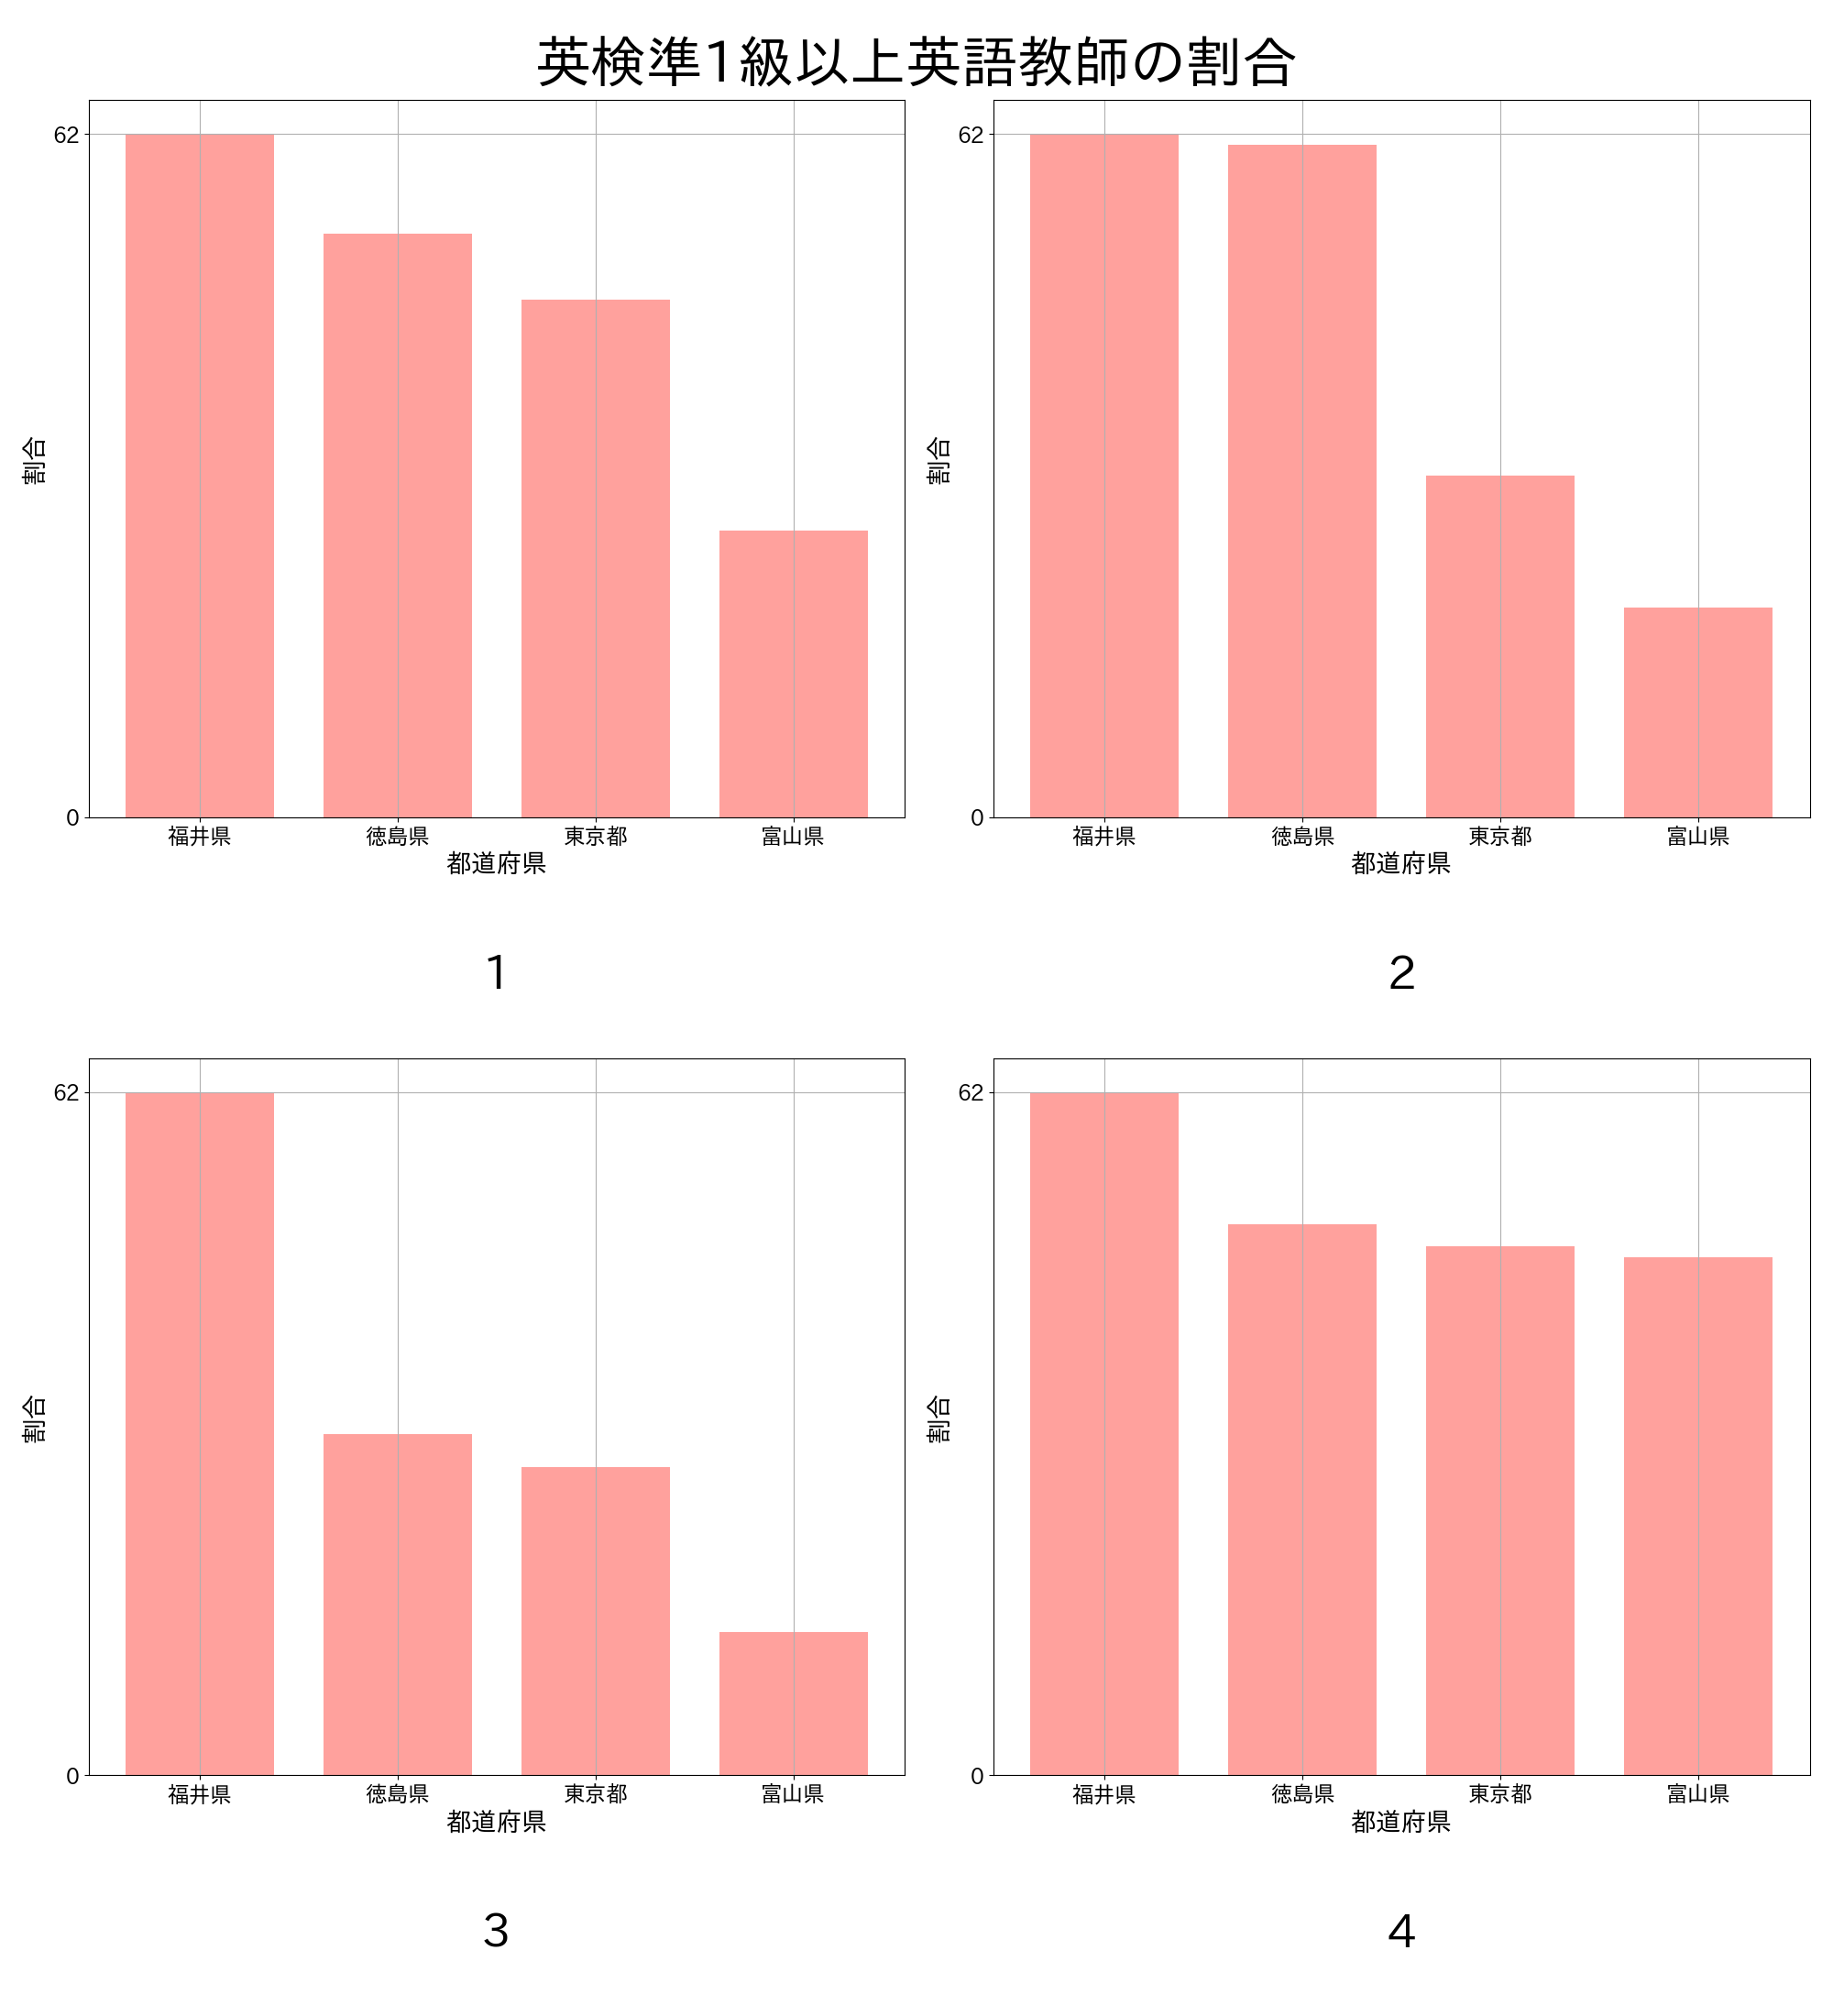 英検準1級以上英語教師の割合
62
0
割合
福井県 徳島県 東京都 富山県
都道府県
1
62
0
割合
福井県 徳島県 東京都 富山県
都道府県
2
62
0
割合
福井県 徳島県 東京都 富山県
都道府県
3
62
0
割合
福井県 徳島県 東京都 富山県
都道府県
4